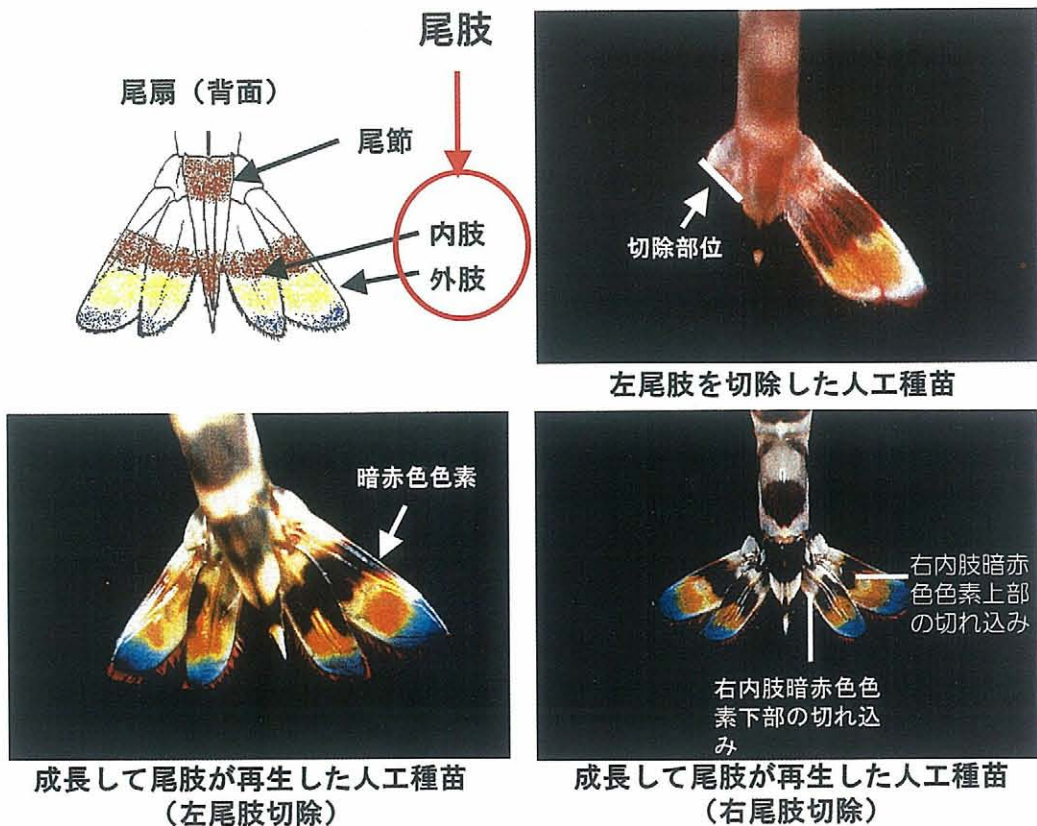 尾肢
尾扇（背面）
尾節
内肢
外肢
切除部位
左尾肢を切除した人工種苗
暗赤色色素
成長して尾肢が再生した人工種苗
（左尾肢切除）
右内肢暗赤
色色素上部
の切れ込み
右内肢暗赤色色
素下部の切れ込
み
成長して尾肢が再生した人工種苗
（右尾肢切除）